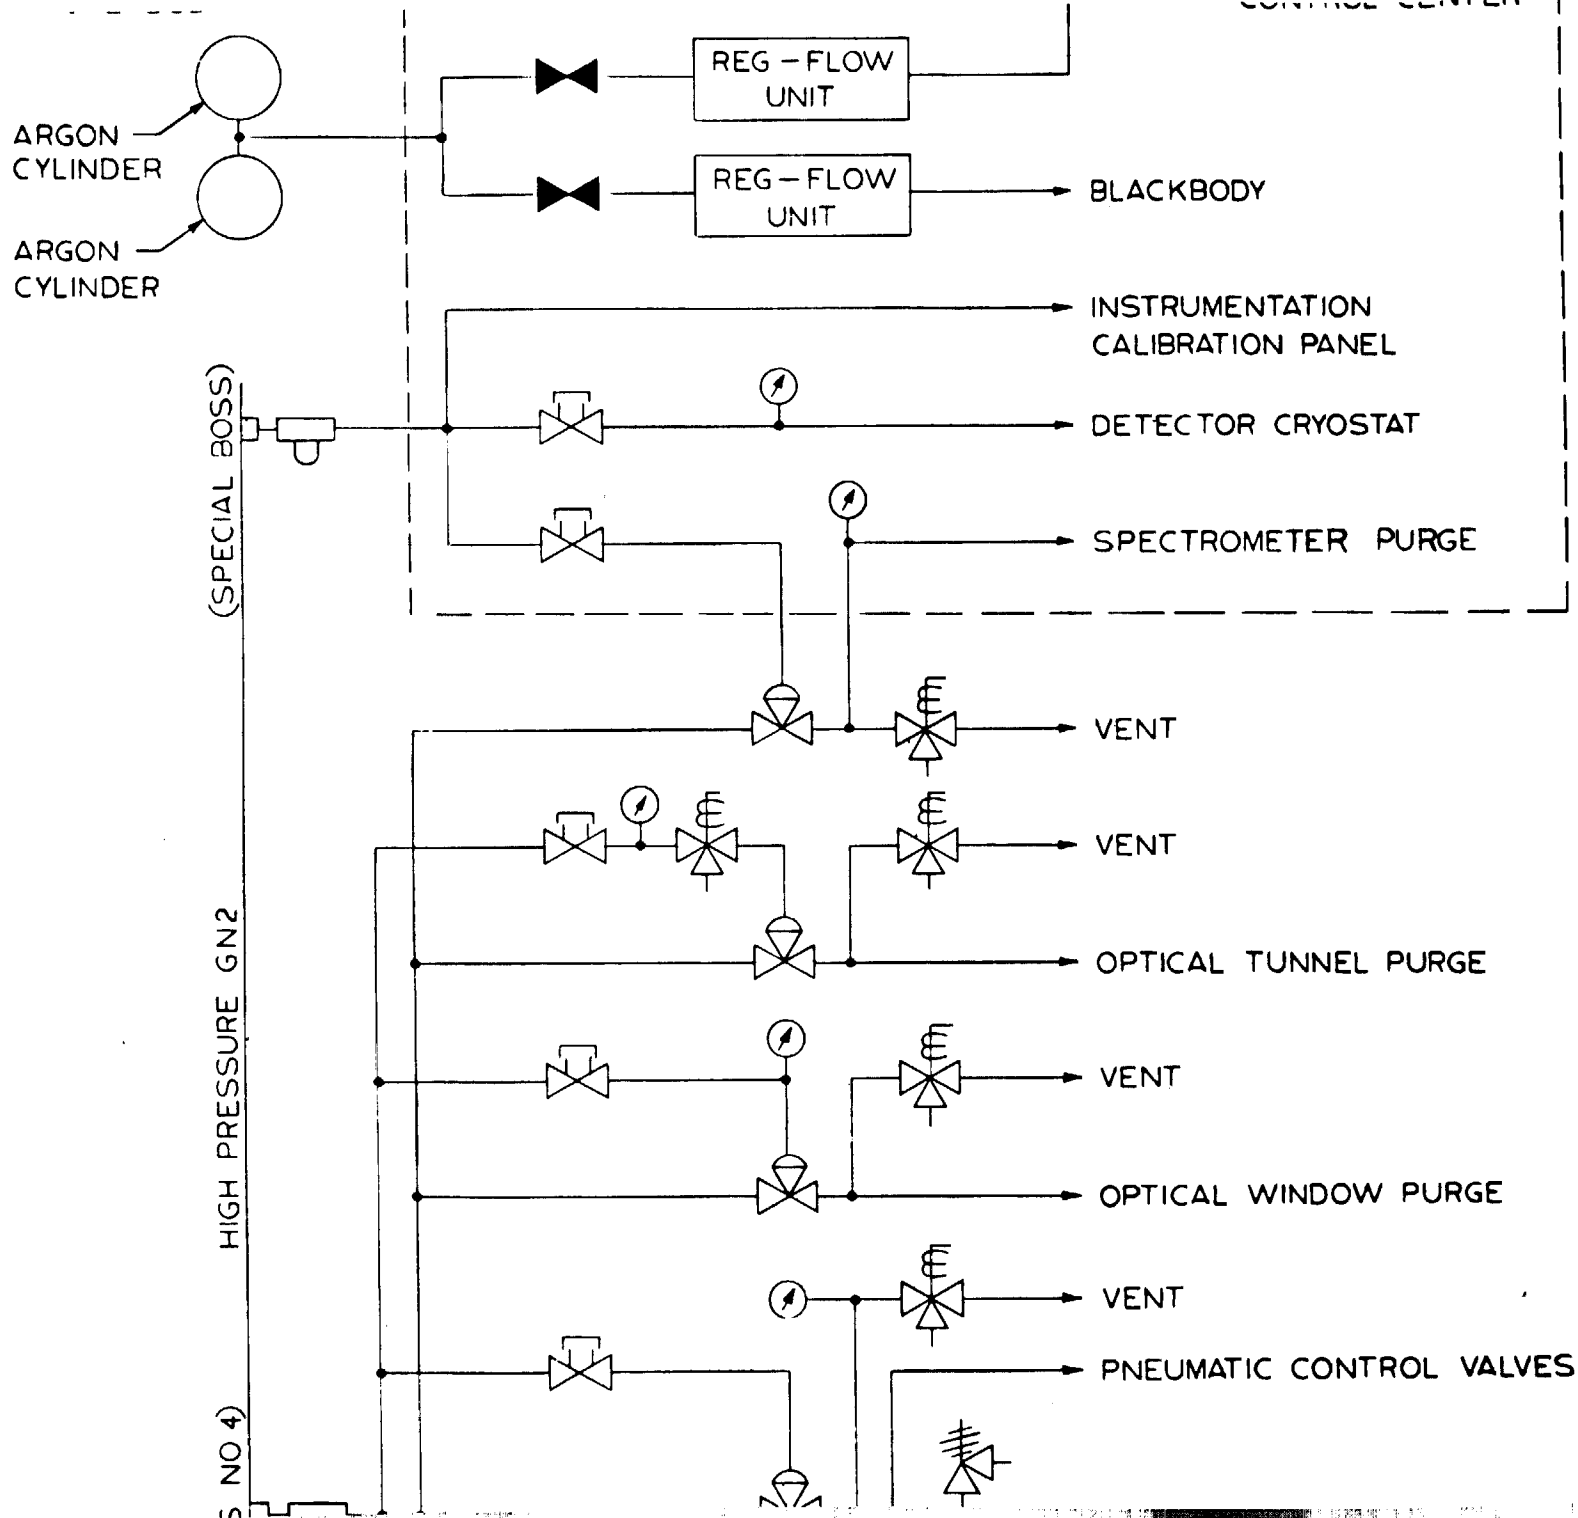 CONTROL CENTER
REG-FLOW
UNIT
ARGON
CYLINDER
REG-FLOW
UNIT
BLACKBODY
ARGON
CYLINDER
INSTRUMENTATION
CALIBRATION PANEL
(SPECIAL BOSS)
DETECTOR CRYOSTAT
SPECTROMETER PURGE
VENT
VENT
HIGH PRESSURE GN2
OPTICAL TUNNEL PURGE
VENT
OPTICAL WINDOW PURGE
VENT
PNEUMATIC CONTROL VALVES
NO 4)